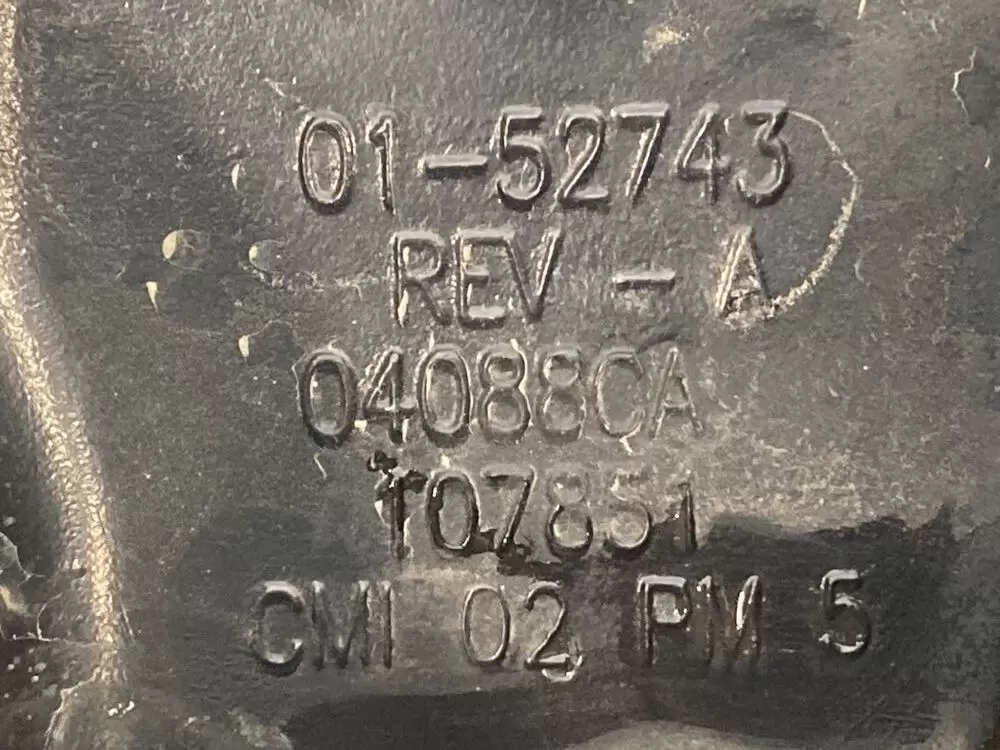 01-52743
REV - A
04088CA
T07851
CMI 02 PM 5